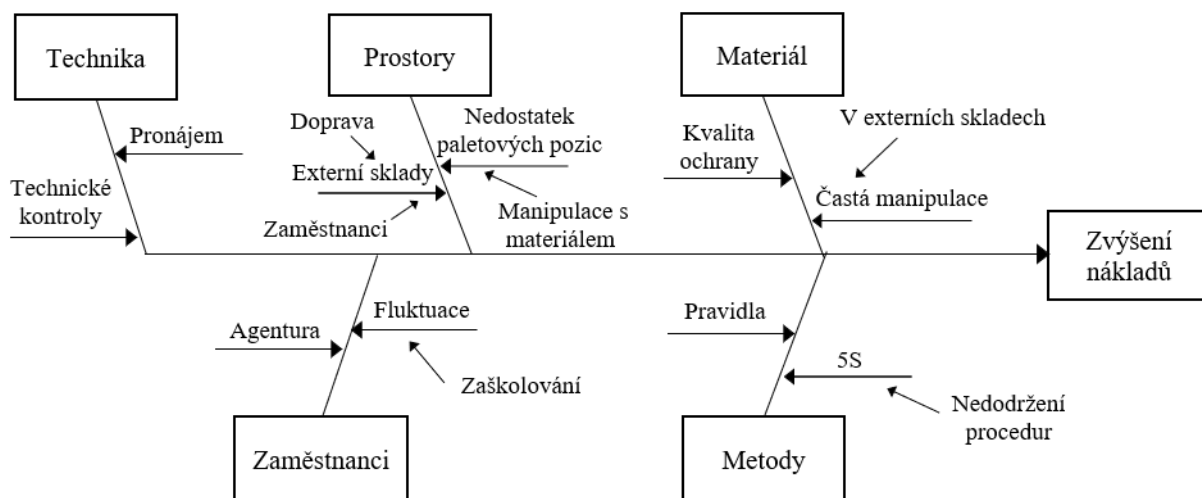 Technika
Prostory
Materiál
Pronájem
Technické
kontroly
Doprava
Externí sklady
Zaměstnanci
Nedostatek
paletových pozic
Manipulace s
materiálem
Kvalita
ochrany
V externích skladech
Častá manipulace
Zvýšení
nákladů
Agentura
Fluktuace
Zaškolování
Zaměstnanci
Pravidla
5S
Nedodržení
procedur
Metody